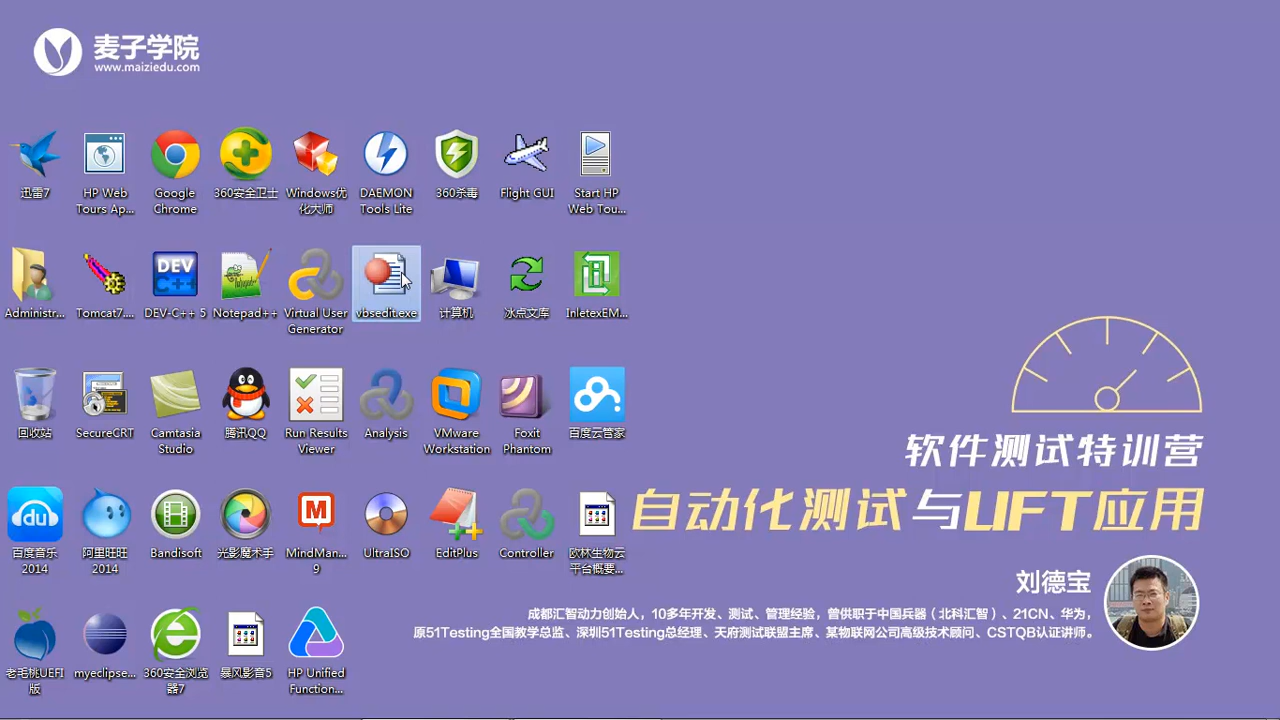 麦子学院
www.maiziedu.com
迅雷7
HP Web
Tours Ap...
Google
Chrome
360安全卫士
Windows优
化大师
DAEMON
Tools Lite
360杀毒
Flight GUI
Start HP
Web Tou...
Administr...
Tomcat7....
DEV
C++
DEV-C++ 5
Notepad++
Virtual User
Generator
vbsedit.exe
计算机
冰点文库
InletexEM...
回收站
SecureCRT
Camtasia
Studio
腾讯QQ
Run Results
Viewer
Analysis
VMware
Workstation
Foxit
Phantom
百度云管家
du
百度音乐
2014
阿里旺旺
2014
Bandisoft
光影魔术手
M
MindMan...
9
UltraISO
EditPlus
Controller
欧林生物云
平台概要...
老毛桃UEFI
版
myeclipse...
360安全浏览
器7
暴风影音5
HP Unified
Function...
软件测试特训营
自动化测试与UFT应用
刘德宝
成都汇智动力创始人，10多年开发、测试、管理经验，曾供职于中国兵器（北科汇智）、21CN、华为，
原51Testing全国教学总监、深圳51Testing总经理、天府测试联盟主席、某物联网公司高级技术顾问、CSTQB认证讲师。